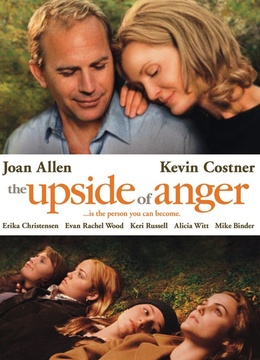 Joan Allen Kevin Costner
the upside of anger
...is the person you can become.
Erika Christensen Evan Rachel Wood Keri Russell Alicia Witt Mike Binder